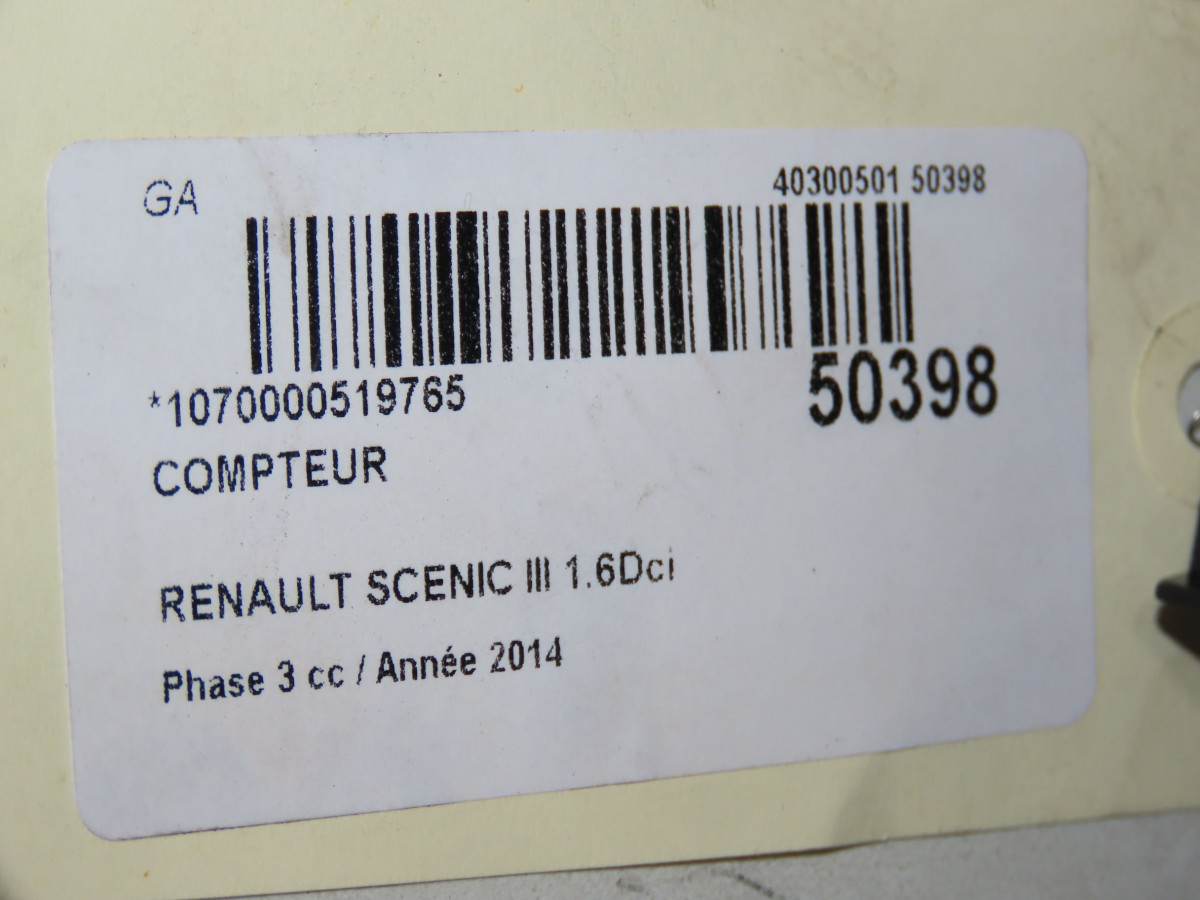 GA
40300501 50398
*1070000519765
50398
COMPTEUR
RENAULT SCENIC III 1.6Dci
Phase 3 cc / Année 2014